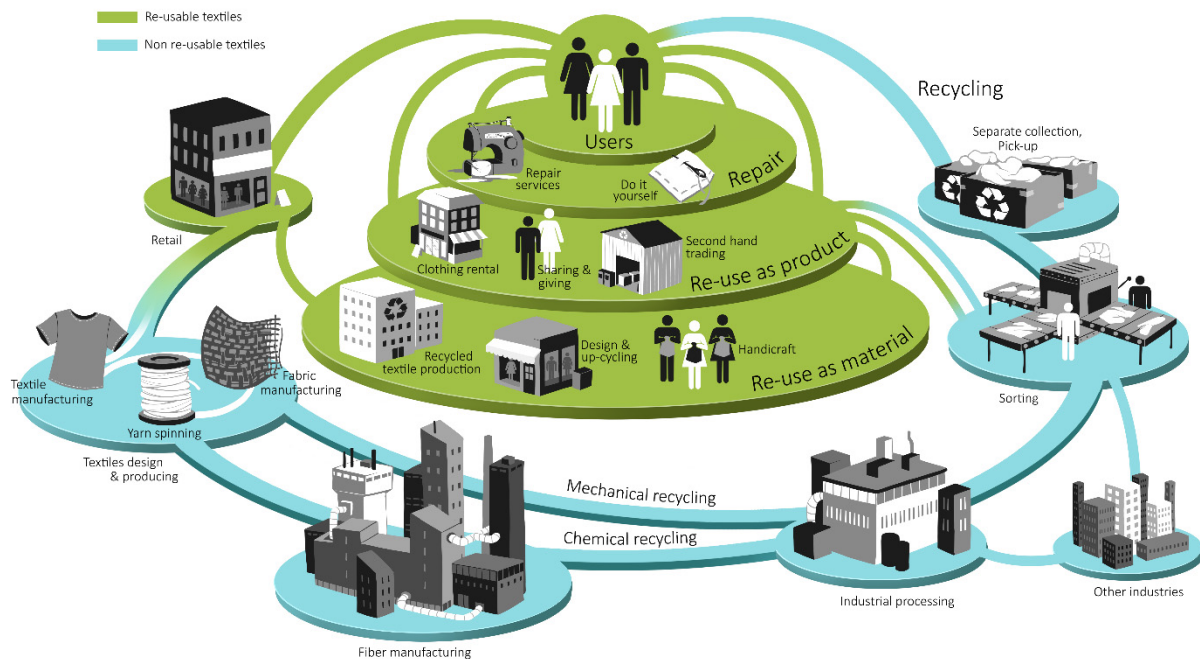 Re-usable textiles
Non re-usable textiles
Users
Recycling
Separate collection,
Pick-up
Repair
services
Do it
yourself
Repair
Retail
Clothing rental
Sharing &
giving
Second hand
trading
Re-use as product
Recycled
textile production
Design &
up-cycling
Handicraft
Re-use as material
Sorting
Textile
manufacturing
Fabric
manufacturing
Yarn spinning
Textiles design
& producing
Mechanical recycling
Chemical recycling
Fiber manufacturing
Industrial processing
Other industries